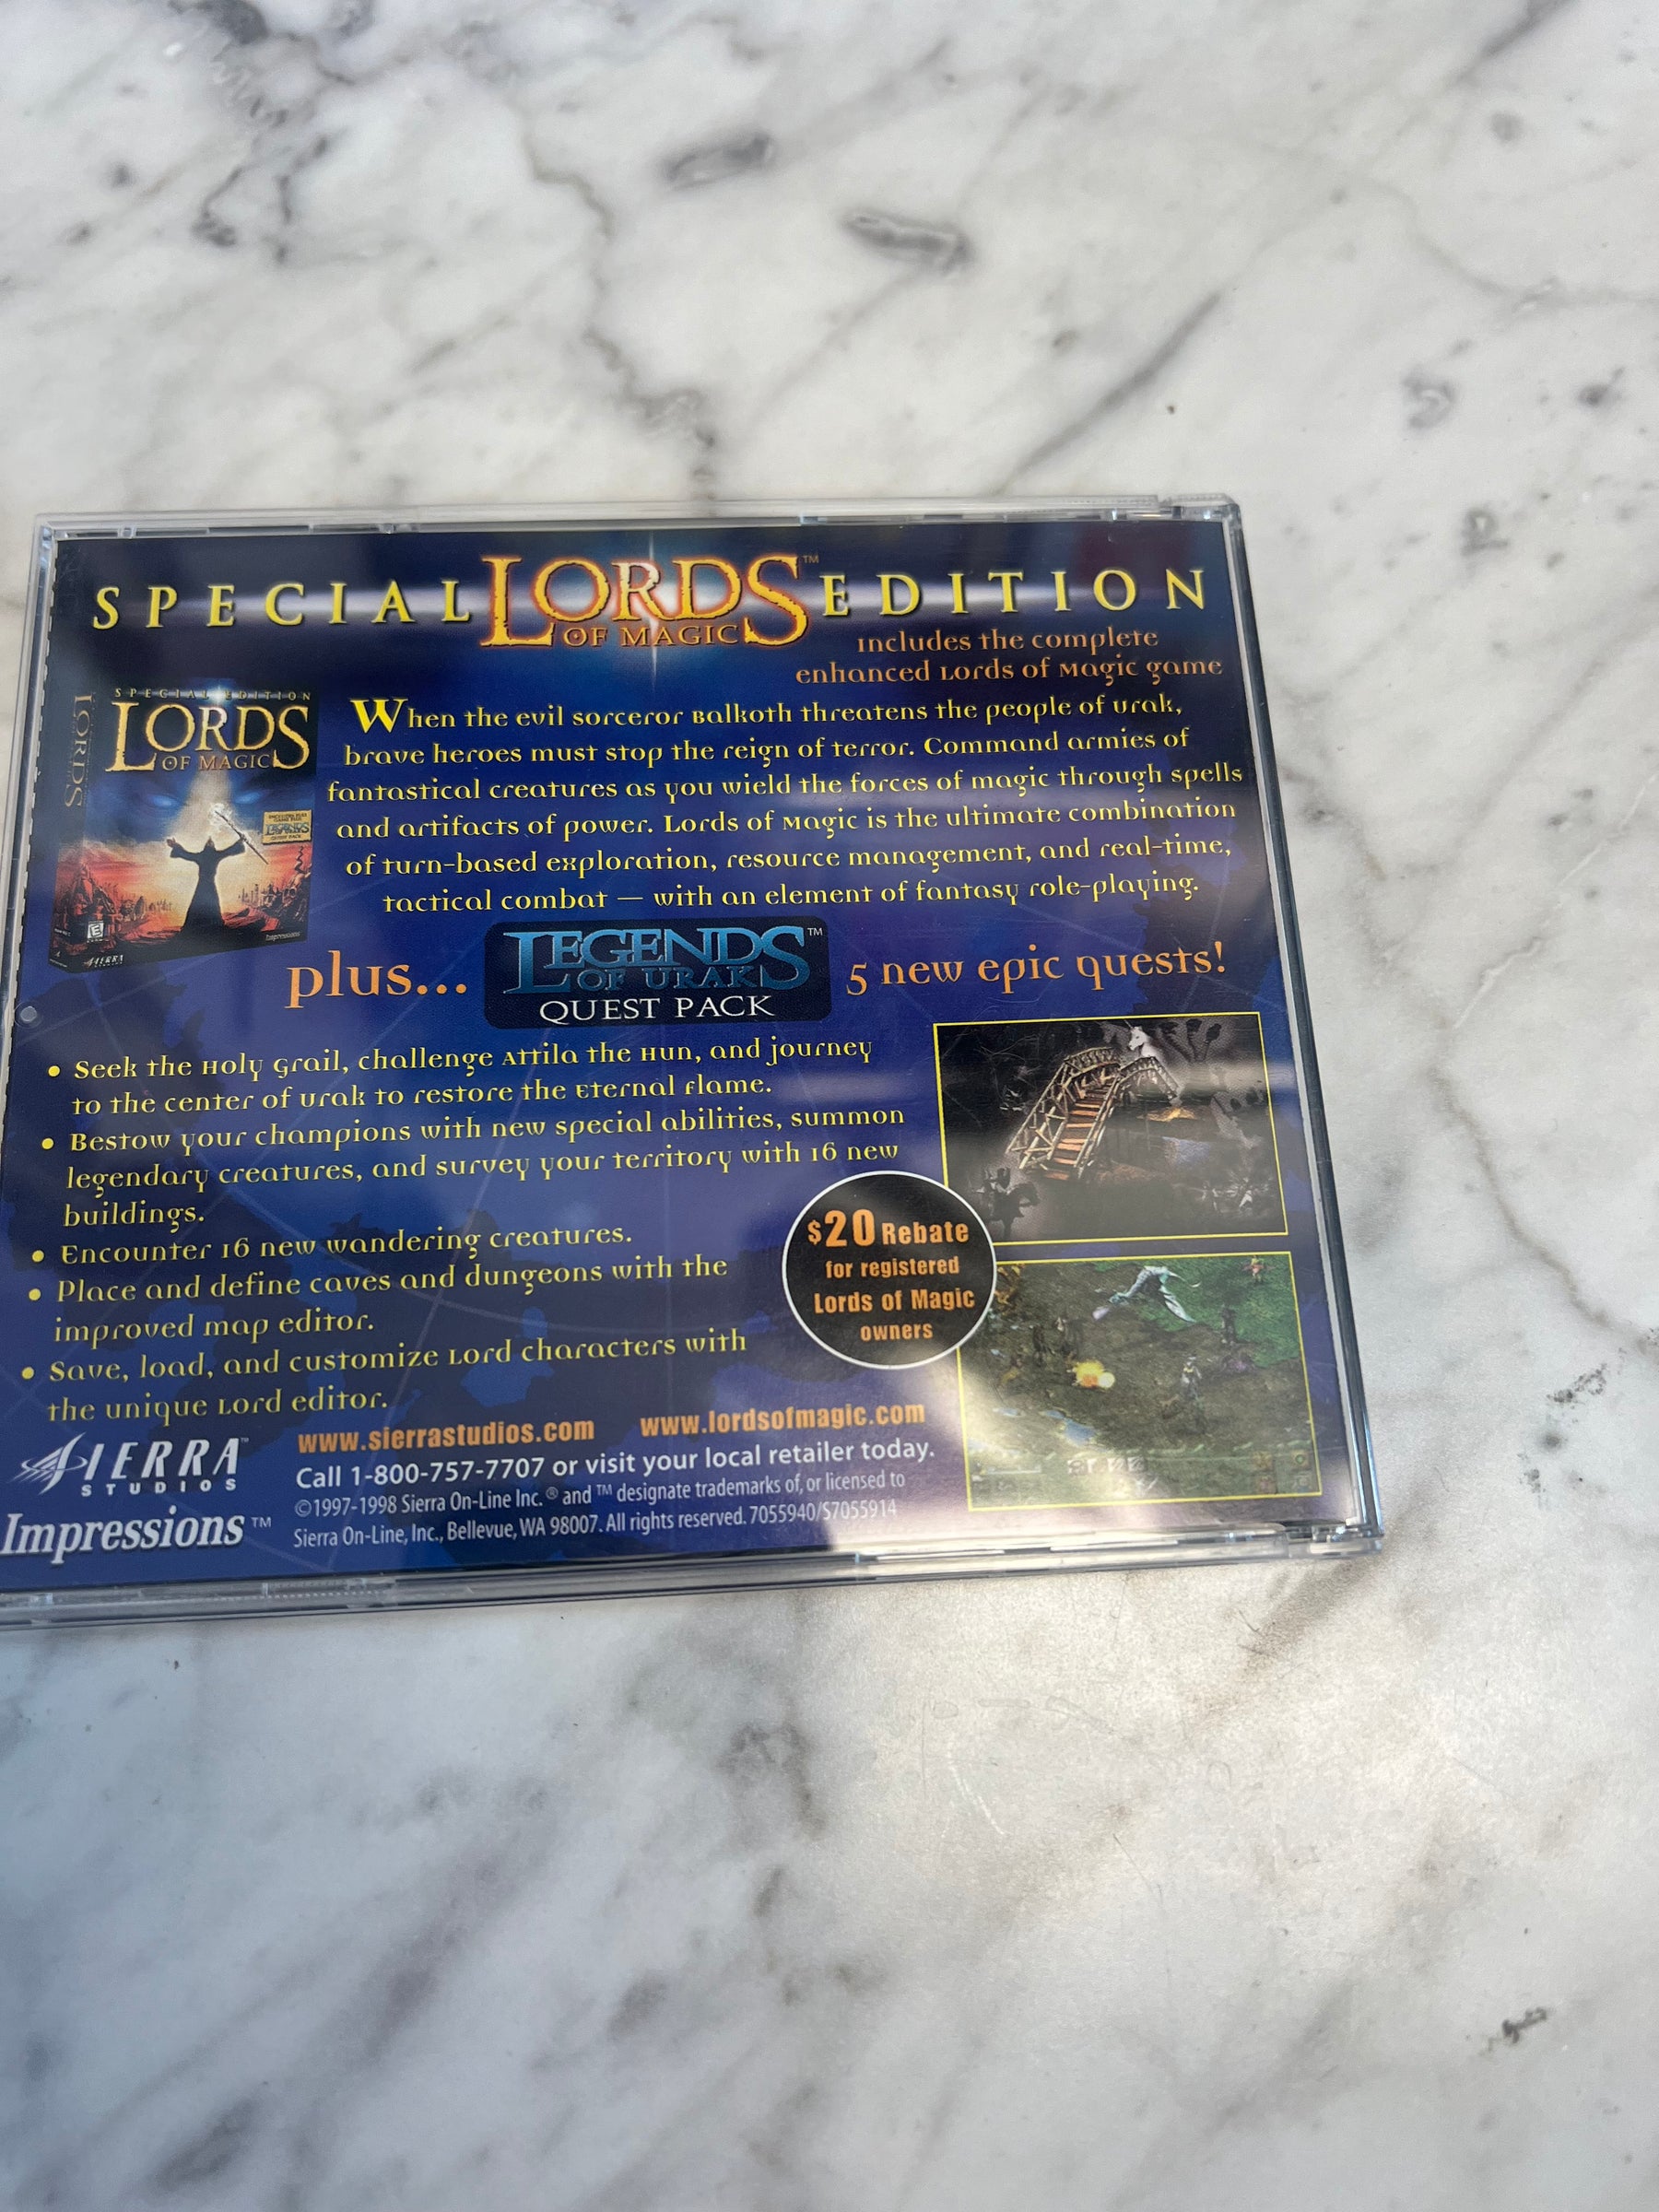 SPECIAL LORDS OF MAGIC™ EDITION
includes the complete
enhanced Lords of Magic game
SPECIAL EDITION
LORDS
OF MAGIC
LORDS
SIERRA
Impressions
When the evil sorceror Balkoth threatens the people of Urak,
brave heroes must stop the reign of terror. Command armies of
fantastical creatures as you wield the forces of magic through spells
and artifacts of power. Lords of Magic is the ultimate combination
of turn-based exploration, resource management, and real-time,
tactical combat — with an element of fantasy role-playing.
plus... LEGENDS OF URAK™ QUEST PACK 5 new epic quests!
• Seek the Holy Grail, challenge Attila the Hun, and journey
to the center of Urak to restore the Eternal Flame.
• Bestow your champions with new special abilities, summon
legendary creatures, and survey your territory with 16 new
buildings.
• Encounter 16 new wandering creatures.
• Place and define caves and dungeons with the
improved map editor.
• Save, load, and customize Lord characters with
the unique Lord editor.
$20 Rebate
for registered
Lords of Magic
owners
SIERRA™
STUDIOS
Impressions™
www.sierrastudios.com www.lordsofmagic.com
Call 1-800-757-7707 or visit your local retailer today.
©1997-1998 Sierra On-Line Inc. ® and ™ designate trademarks of, or licensed to
Sierra On-Line, Inc., Bellevue, WA 98007. All rights reserved. 7055940/S7055914